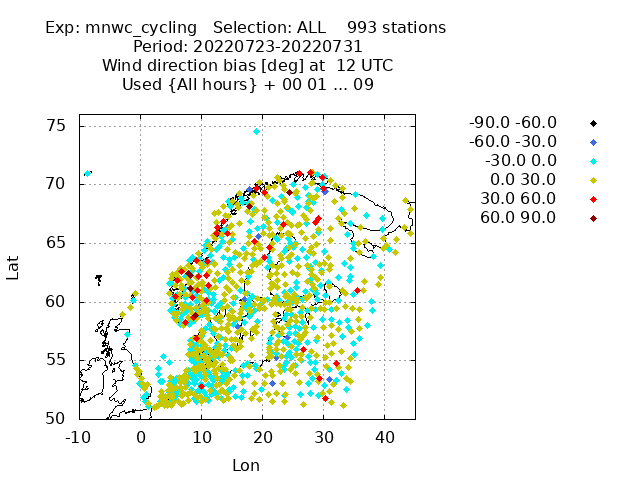 Exp: mnwc_cycling   Selection: ALL    993 stations
Period: 20220723-20220731
Wind direction bias [deg] at  12 UTC
Used {All hours} + 00 01 ... 09
-90.0 -60.0
-60.0 -30.0
-30.0 0.0
0.0 30.0
30.0 60.0
60.0 90.0
75
70
65
60
55
50
Lat
-10 0 10 20 30 40
Lon